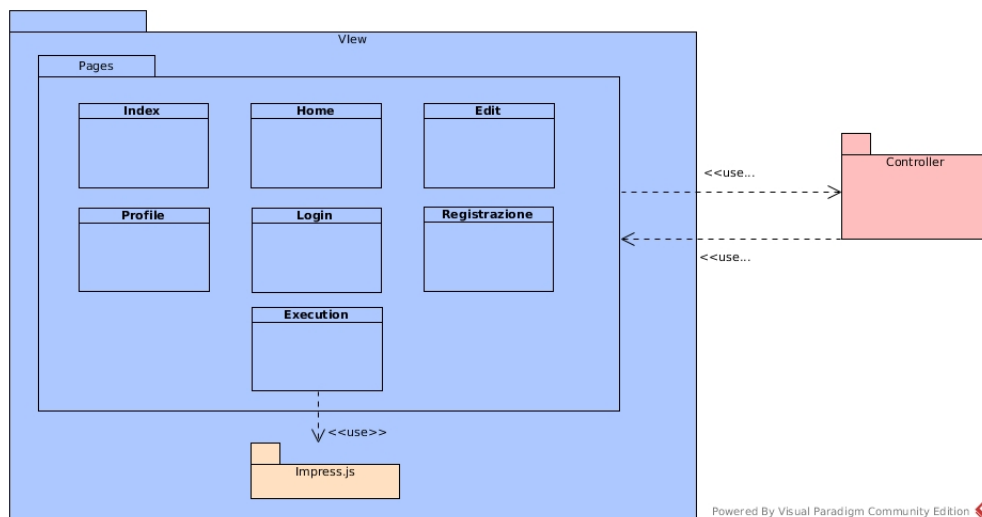 VIew
Pages
Index
Home
Edit
Profile
Login
Registrazione
Execution
<<use>>
Impress.js
<<use...
<<use...
Controller
Powered By Visual Paradigm Community Edition